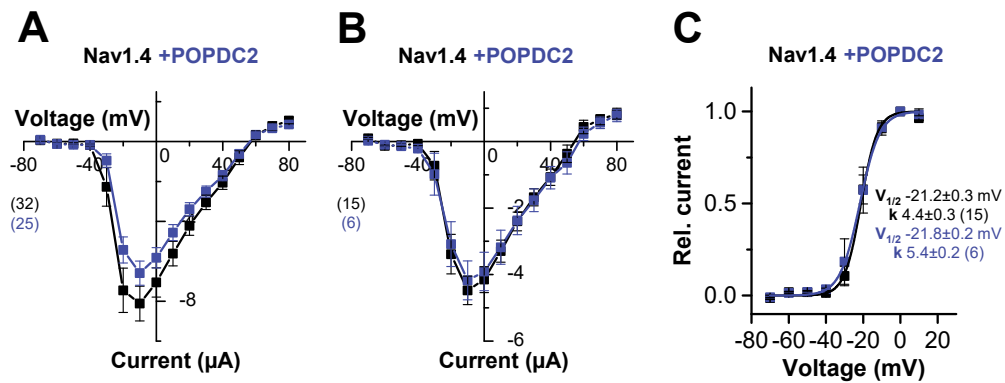 A
Nav1.4 +POPDC2
Voltage (mV)
-80
-40
0
40
80
(32)
(25)
-8
Current (µA)
B
Nav1.4 +POPDC2
Voltage (mV)
-80
-40
0
40
80
(15)
(6)
-2
-4
-6
Current (µA)
C
Nav1.4 +POPDC2
Rel. current
1.0
0.5
0.0
V1/2 -21.2±0.3 mV
k 4.4±0.3 (15)
V1/2 -21.8±0.2 mV
k 5.4±0.2 (6)
-80 -60 -40 -20 0 20
Voltage (mV)